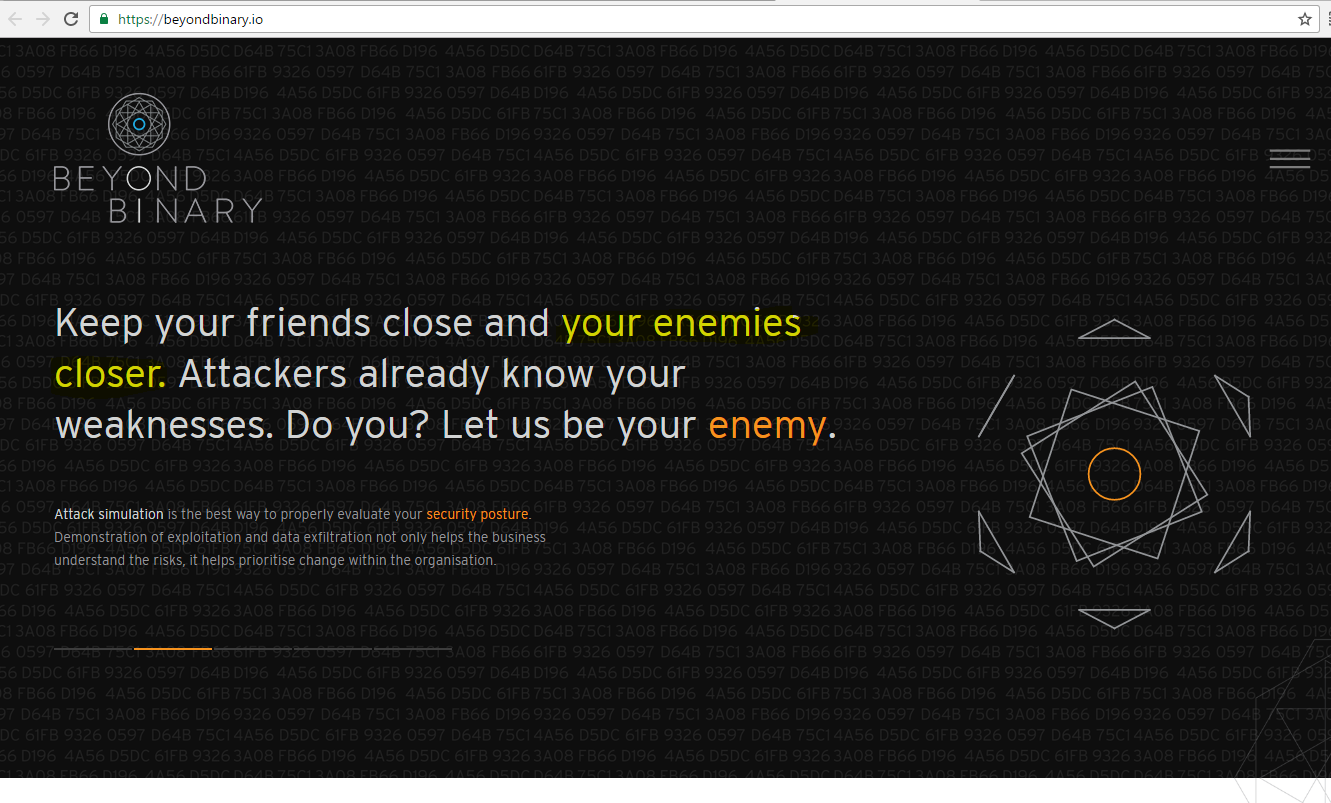 https://beyondbinary.io
BEYOND
BINARY
Keep your friends close and your enemies
closer. Attackers already know your
weaknesses. Do you? Let us be your enemy.
Attack simulation is the best way to properly evaluate your security posture.
Demonstration of exploitation and data exfiltration not only helps the business
understand the risks, it helps prioritise change within the organisation.